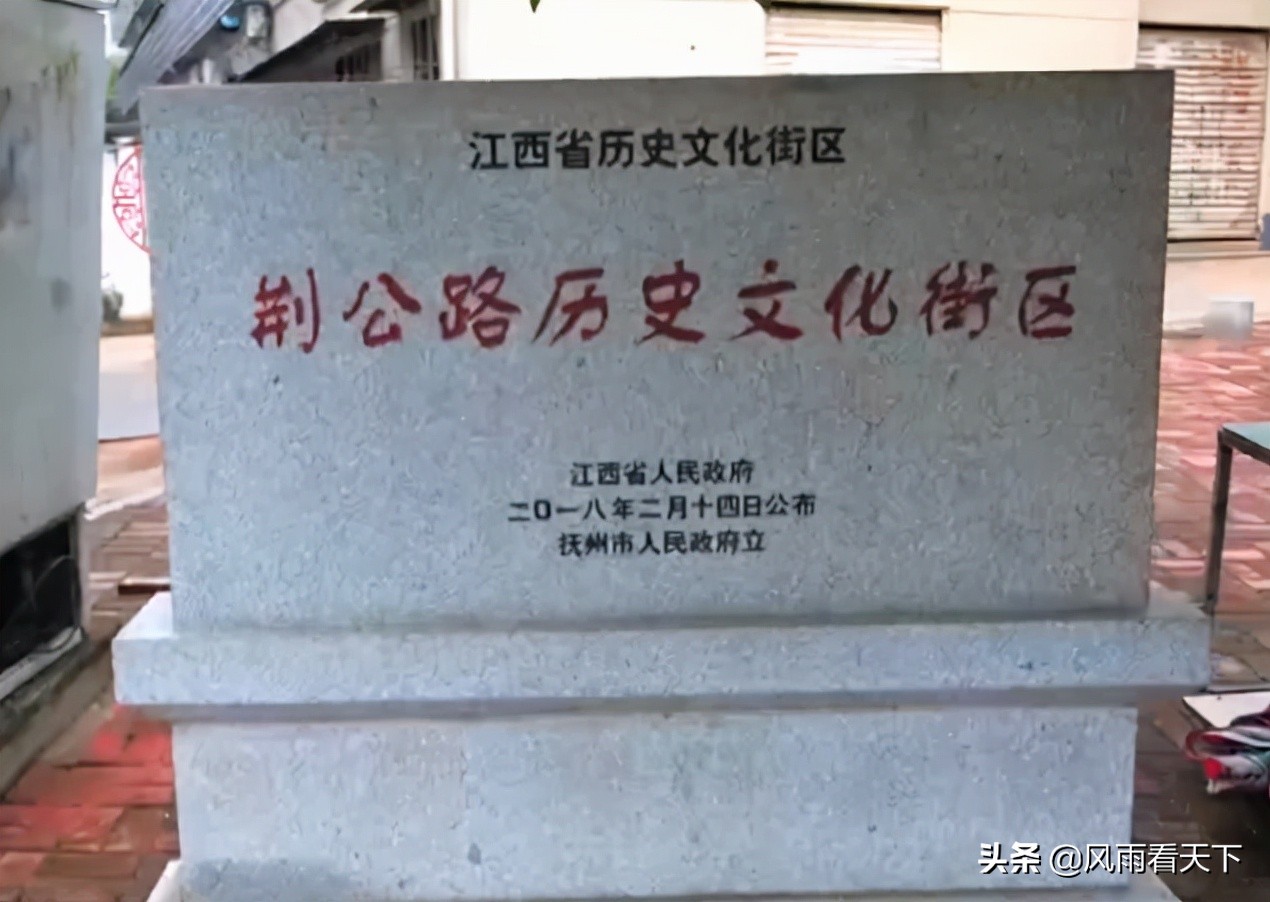 江西省历史文化街区
荆公路历史文化街区
江西省人民政府
二〇一八年二月十四日公布
抚州市人民政府立
头条 @风雨看天下